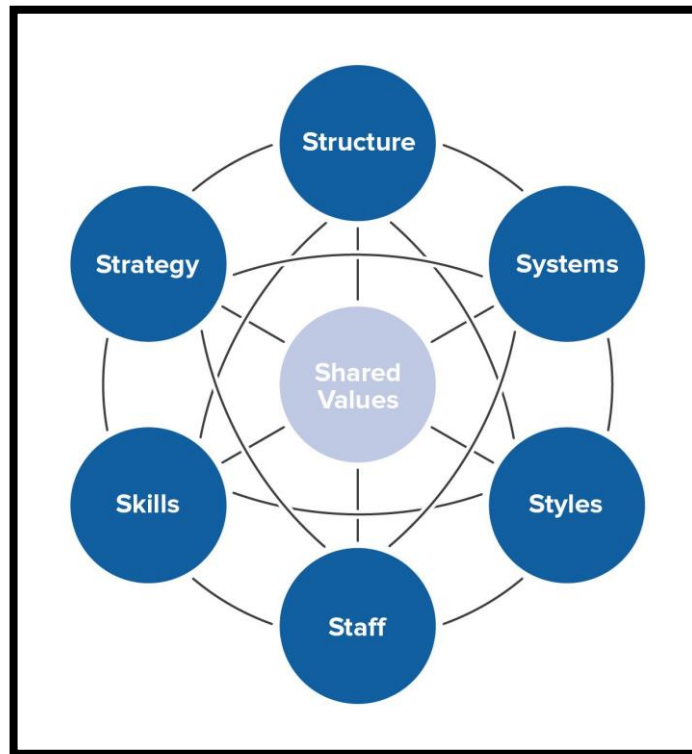 Structure
Strategy
Systems
Shared
Values
Skills
Styles
Staff